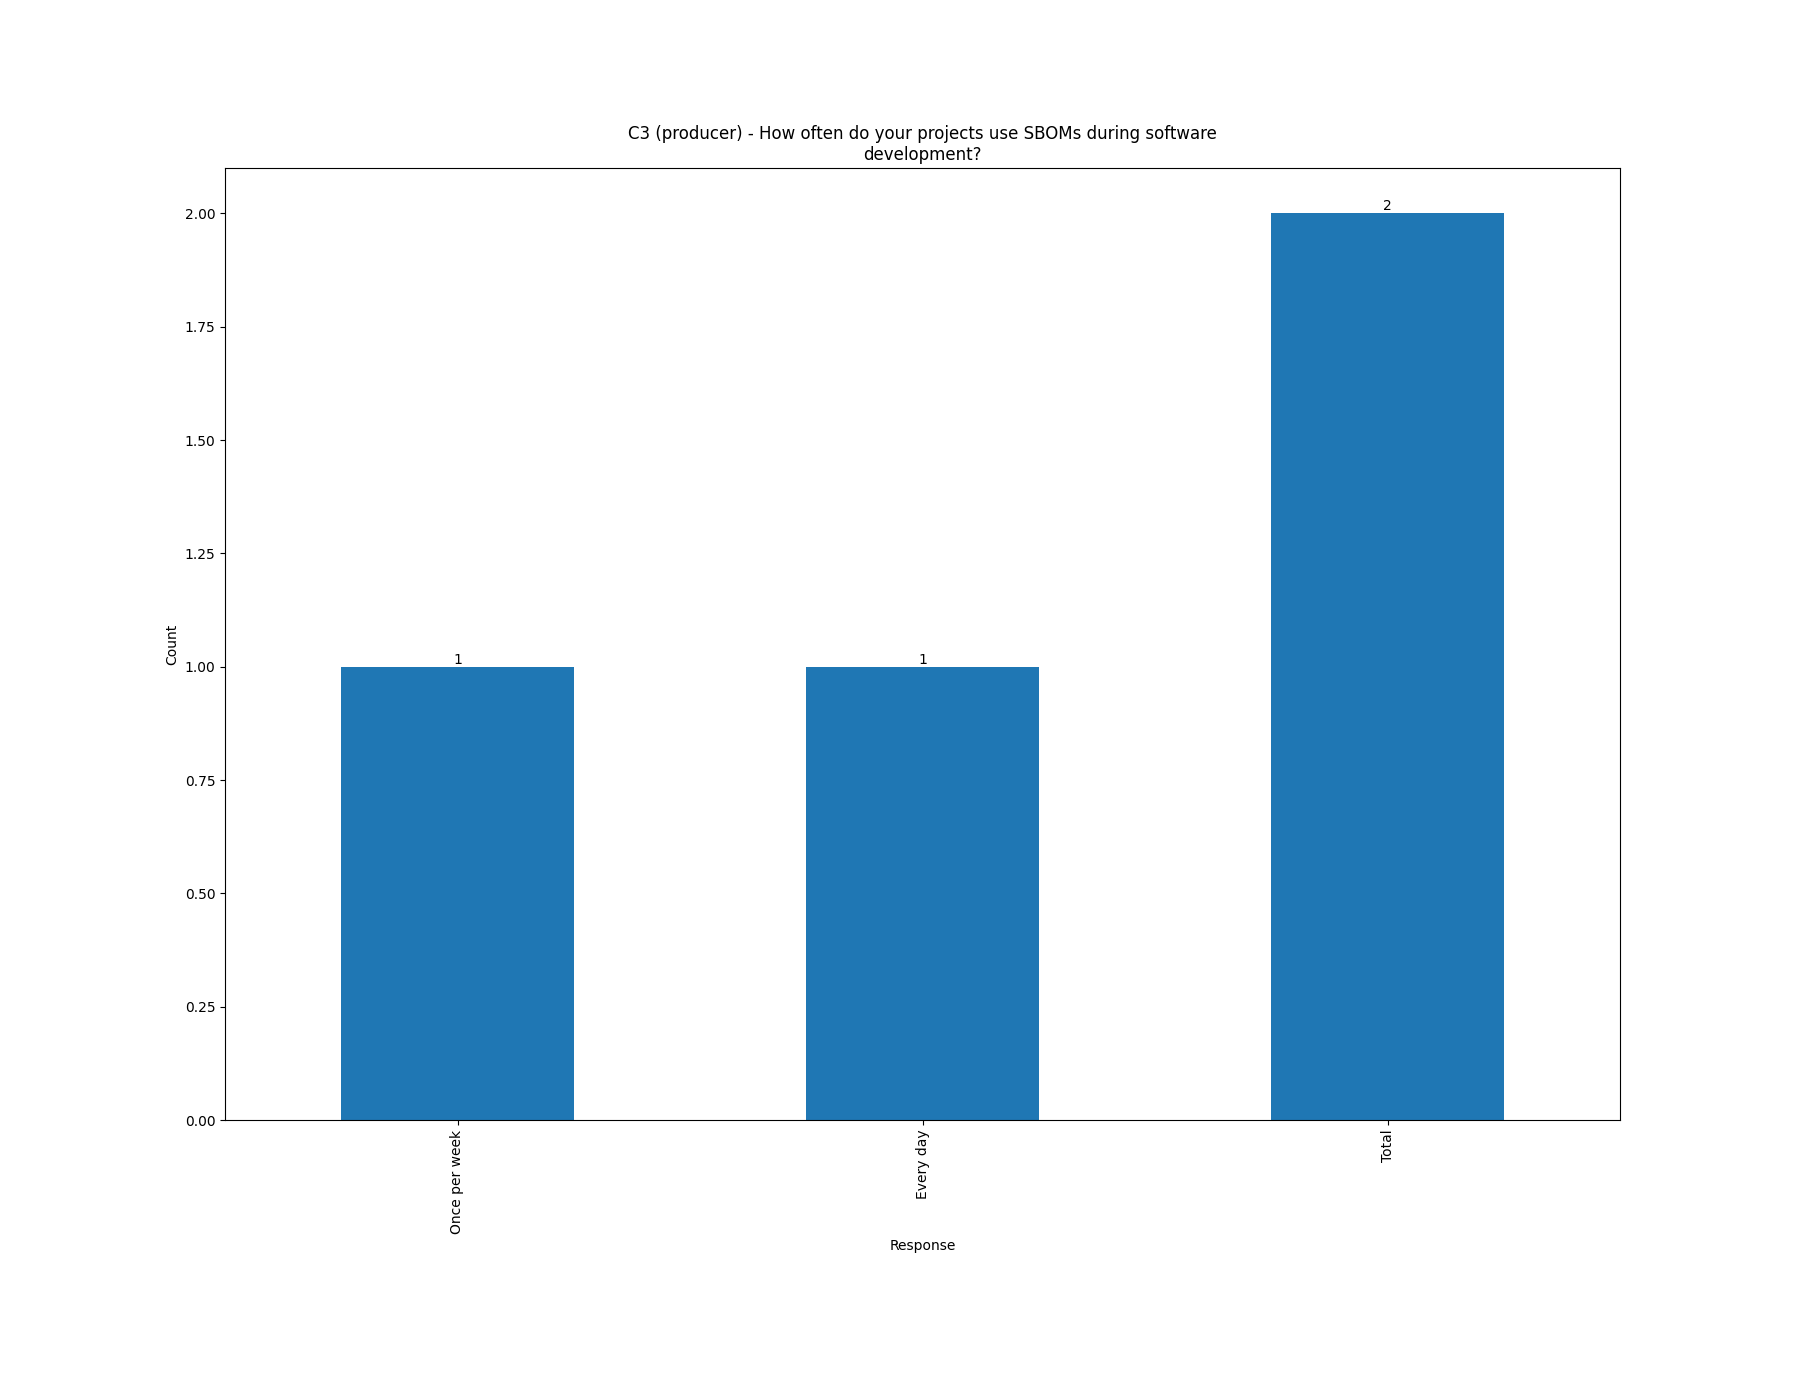 C3 (producer) - How often do your projects use SBOMs during software
development?
2.00
1.75
1.50
1.25
1.00
0.75
0.50
0.25
0.00
Count
1
1
2
Once per week
Every day
Total
Response